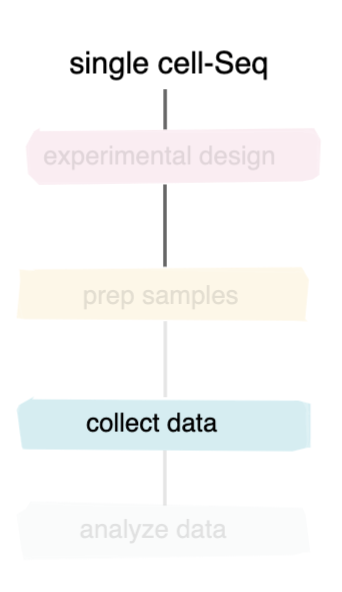 single cell-Seq
experimental design
prep samples
collect data
analyze data